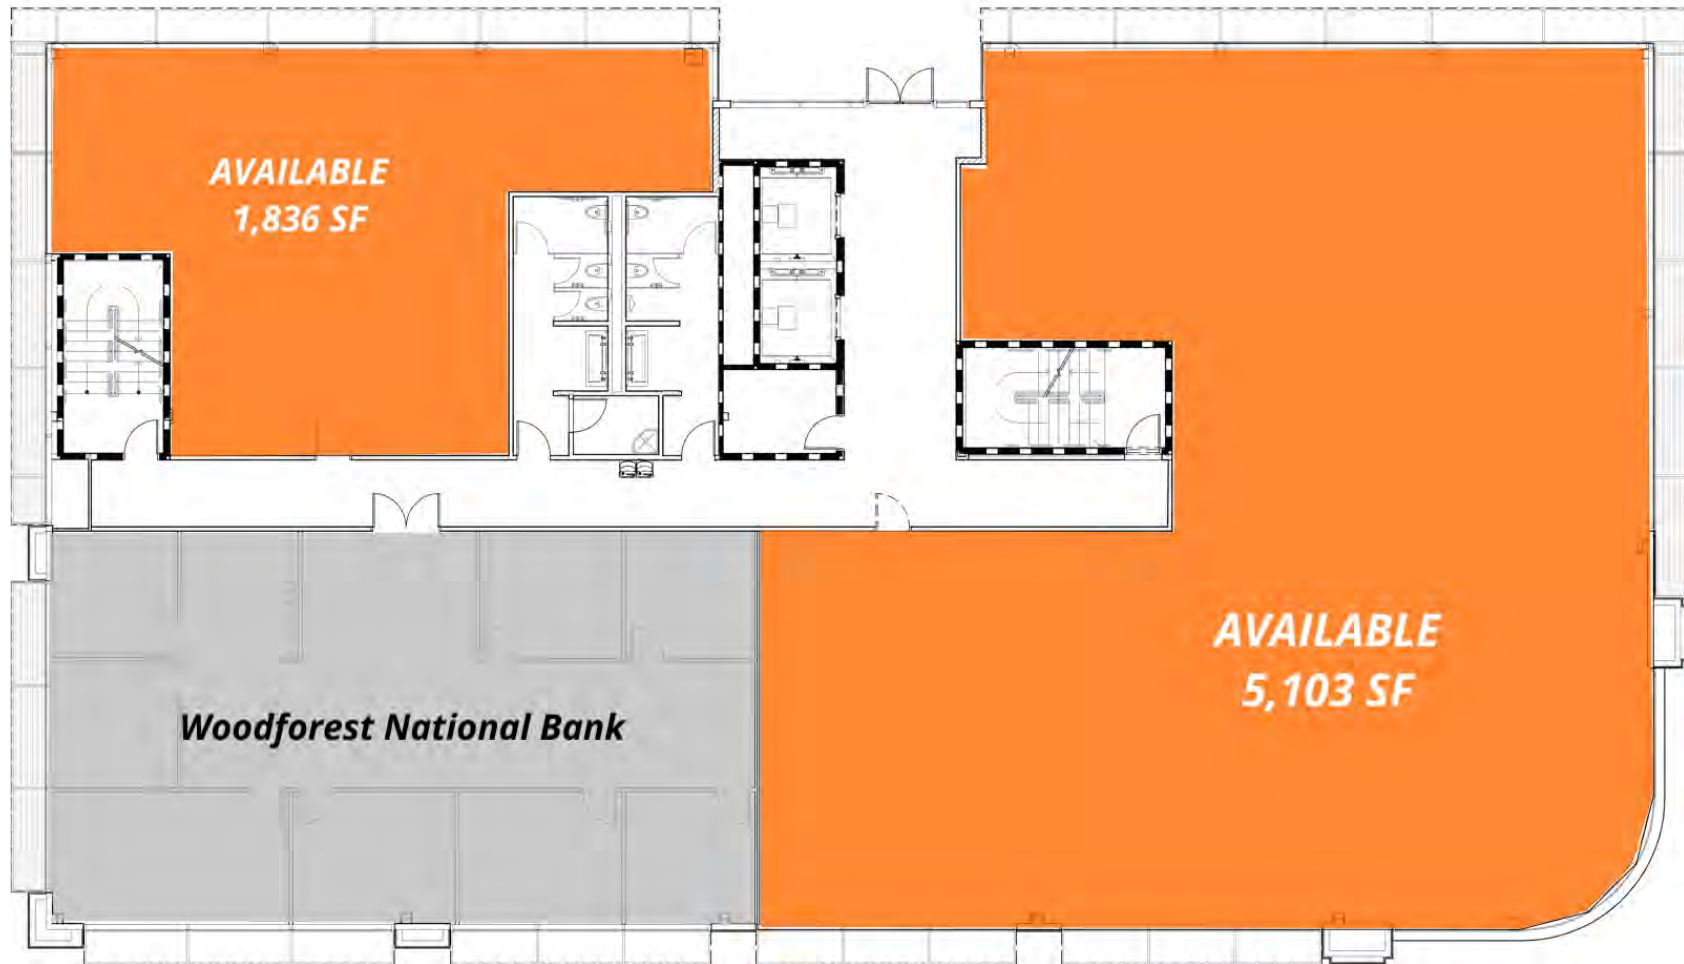 AVAILABLE
1,836 SF
AVAILABLE
5,103 SF
Woodforest National Bank